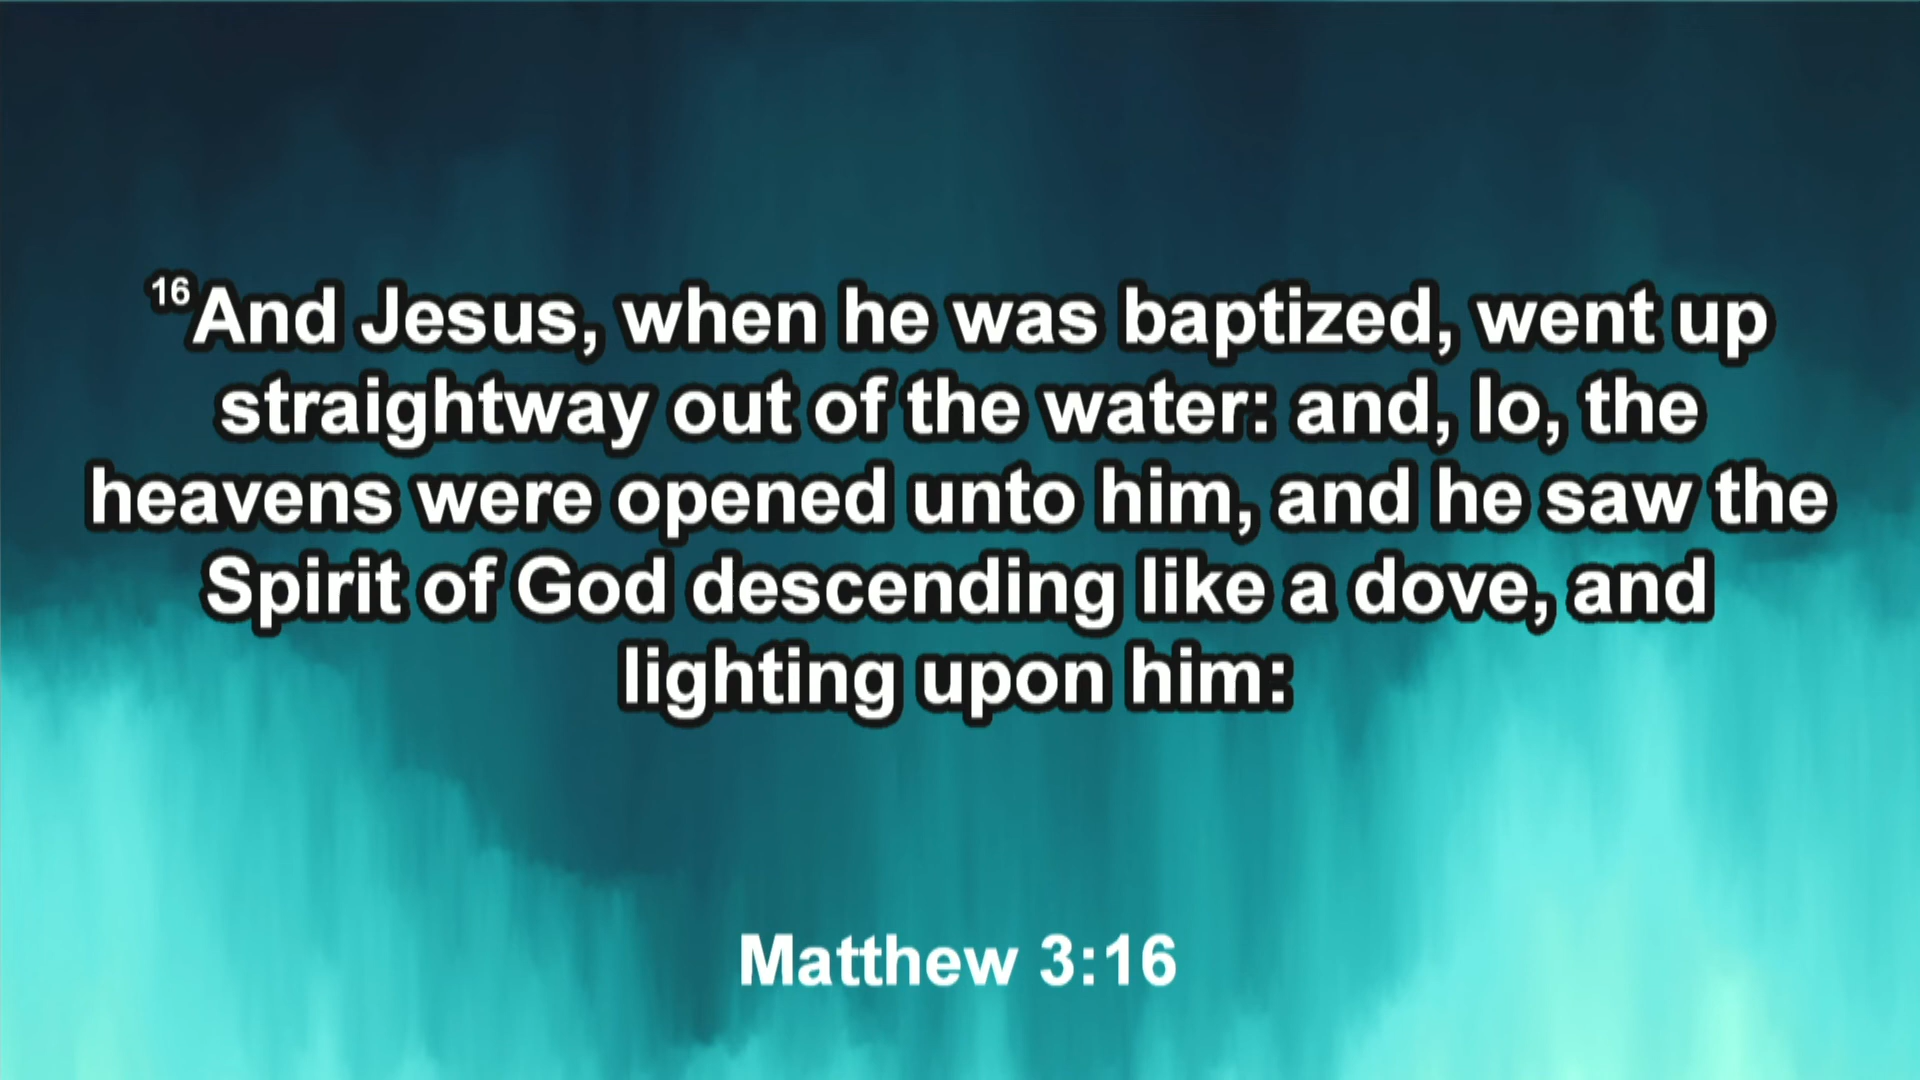 16And Jesus, when he was baptized, went up
straightway out of the water: and, lo, the
heavens were opened unto him, and he saw the
Spirit of God descending like a dove, and
lighting upon him:
Matthew 3:16